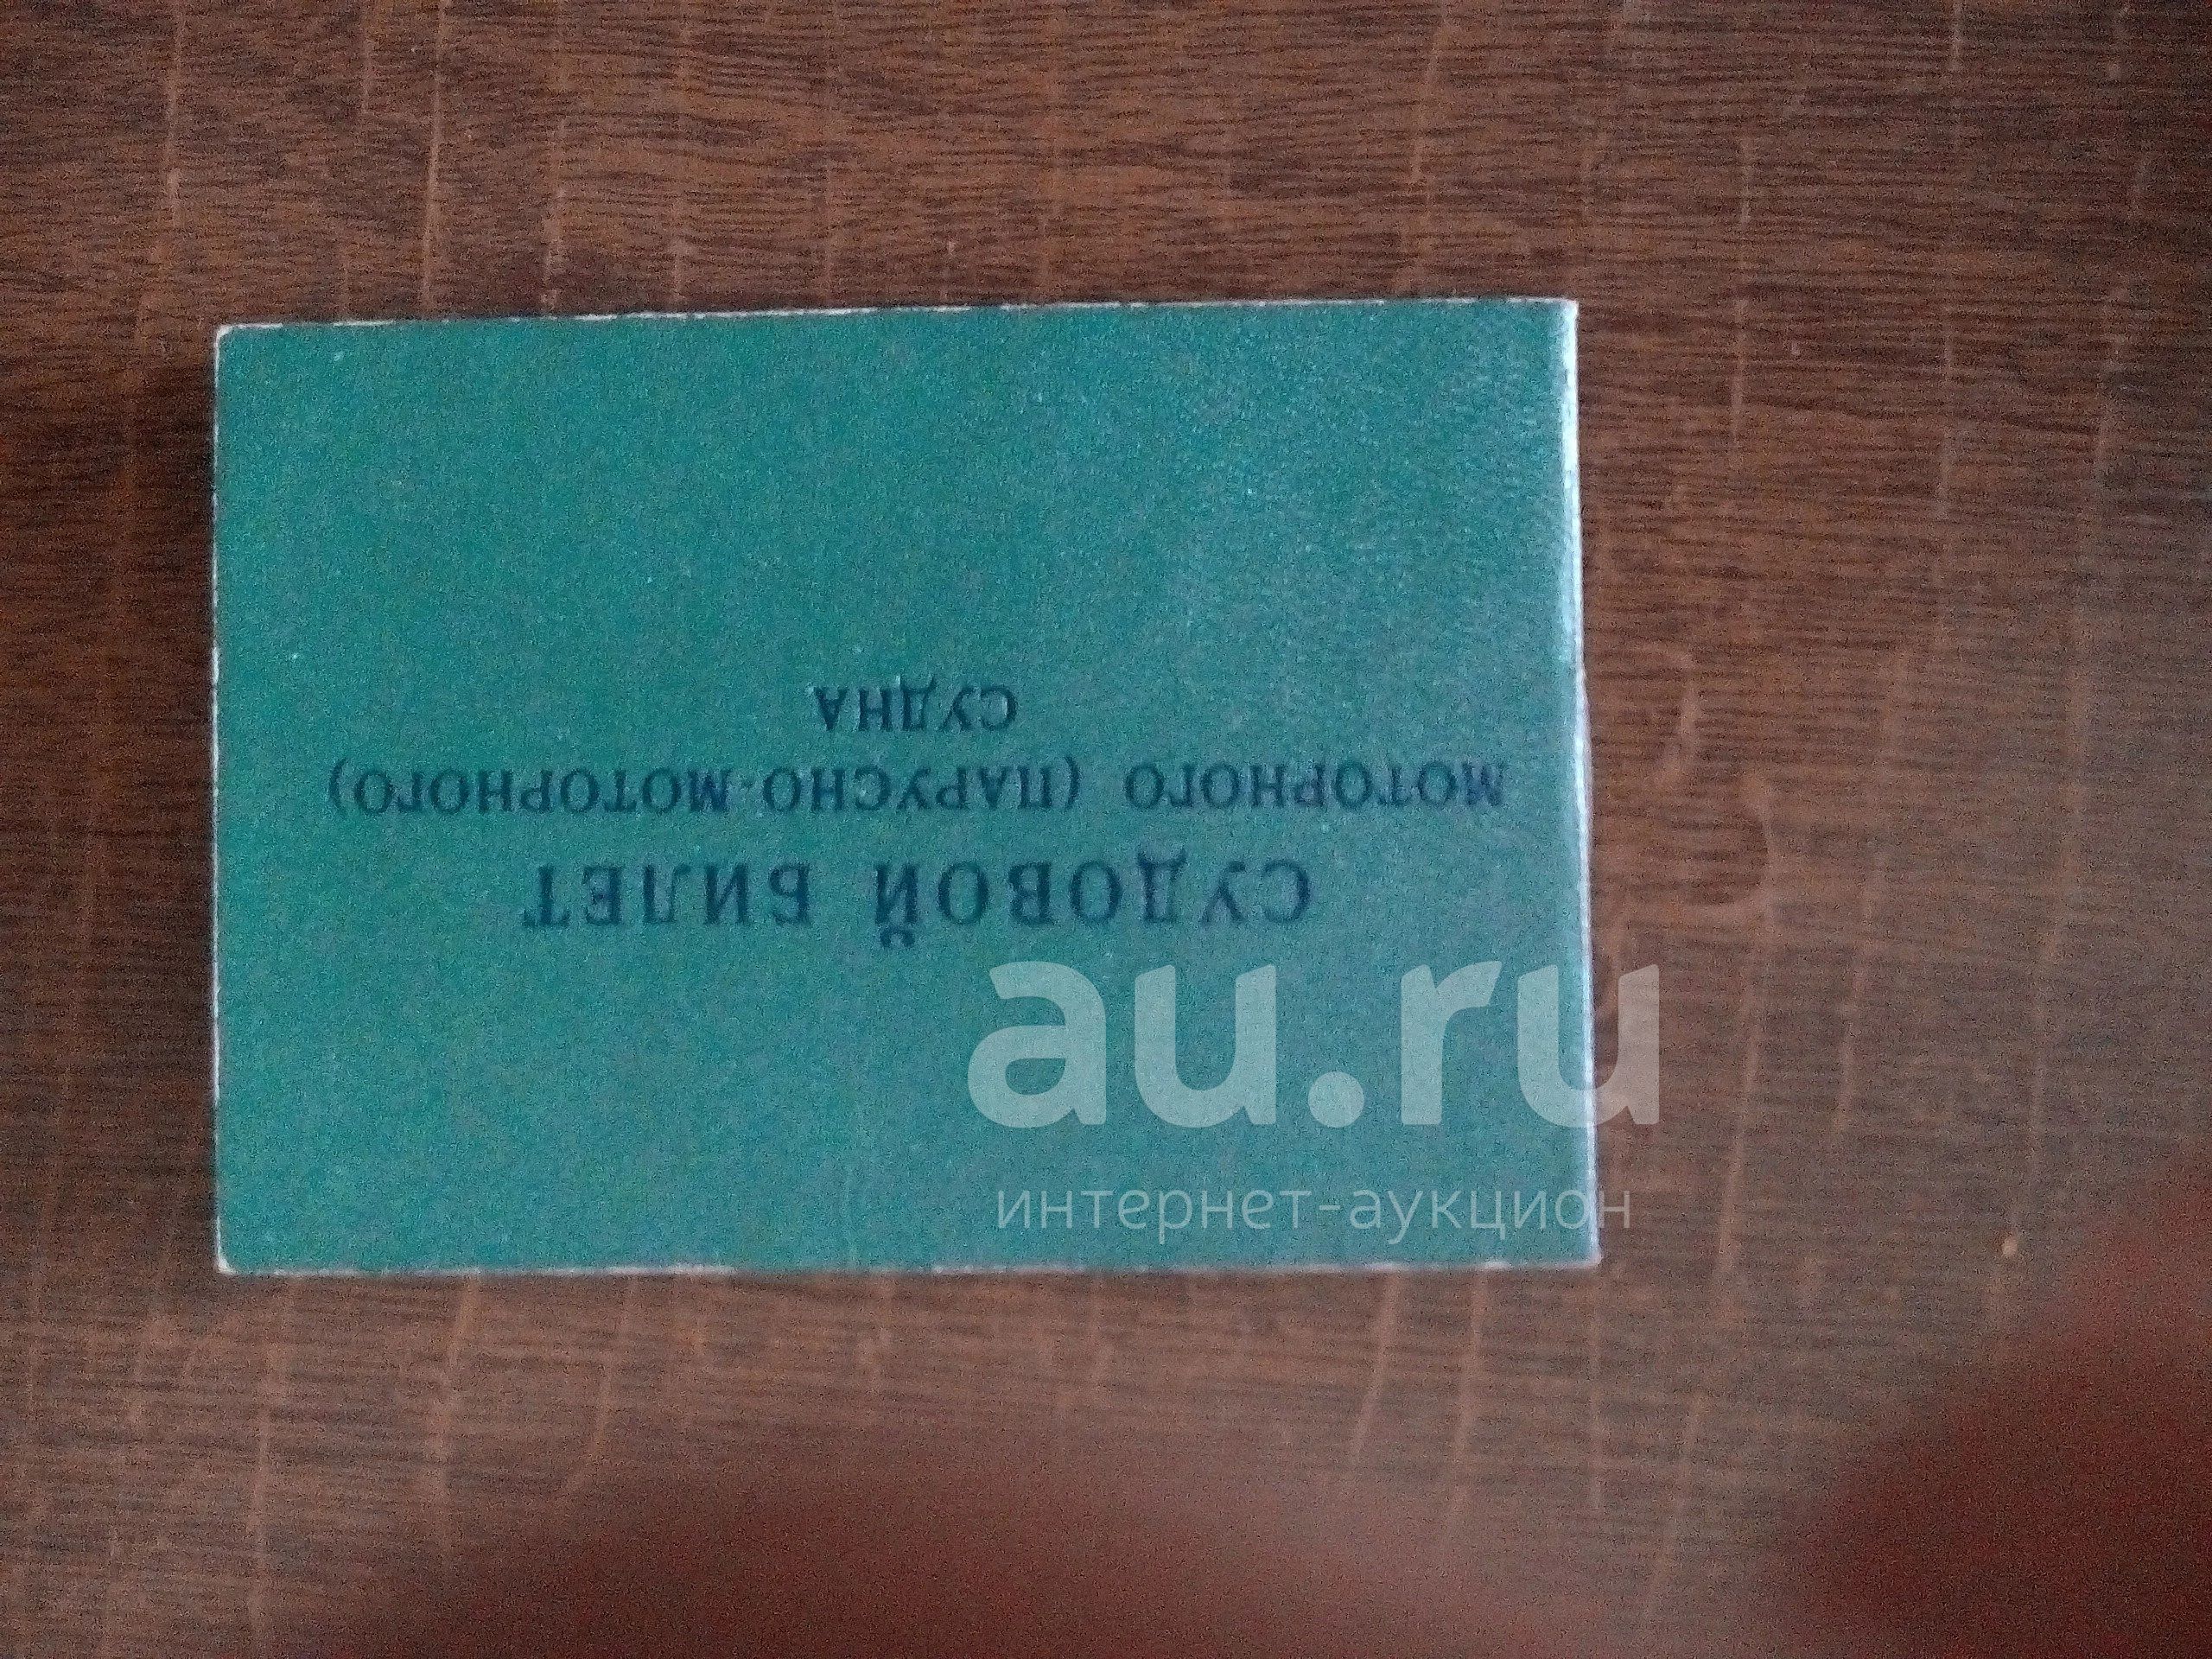 СУДОВОЙ БИЛЕТ
МОТОРНОГО (ПАРУСНО-МОТОРНОГО)
СУДНА
au.ru
интернет-аукцион